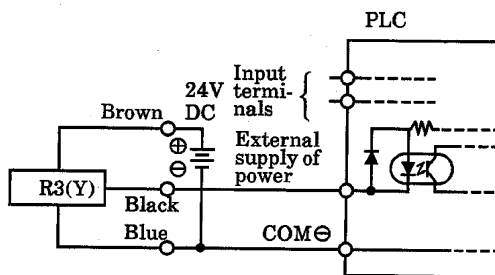 PLC
Input
termi-
nals
24V
DC
Brown
⊕
⊖
External
supply of
power
R3(Y)
Black
Blue
COM⊖